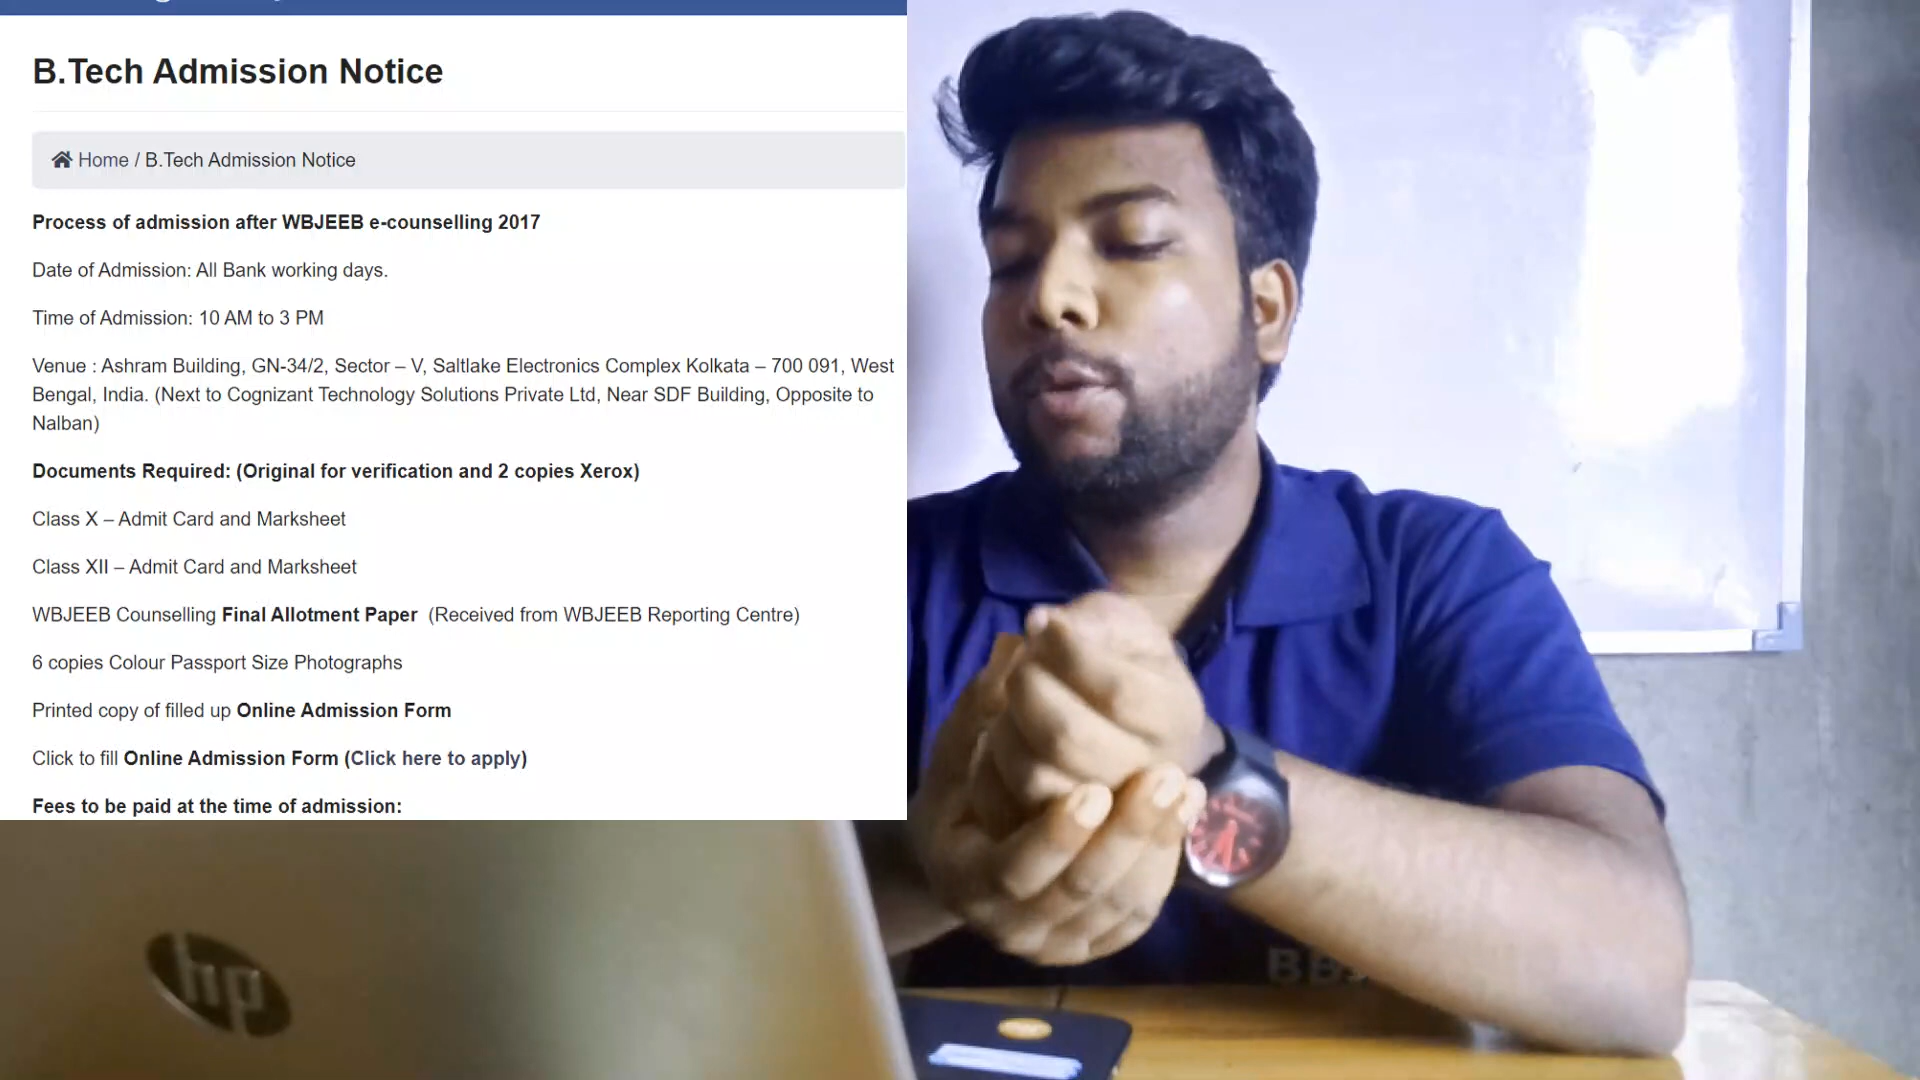 B.Tech Admission Notice
Home / B.Tech Admission Notice
Process of admission after WBJEEB e-counselling 2017
Date of Admission: All Bank working days.
Time of Admission: 10 AM to 3 PM
Venue : Ashram Building, GN-34/2, Sector – V, Saltlake Electronics Complex Kolkata – 700 091, West
Bengal, India. (Next to Cognizant Technology Solutions Private Ltd, Near SDF Building, Opposite to
Nalban)
Documents Required: (Original for verification and 2 copies Xerox)
Class X – Admit Card and Marksheet
Class XII – Admit Card and Marksheet
WBJEEB Counselling Final Allotment Paper (Received from WBJEEB Reporting Centre)
6 copies Colour Passport Size Photographs
Printed copy of filled up Online Admission Form
Click to fill Online Admission Form (Click here to apply)
Fees to be paid at the time of admission:
hp